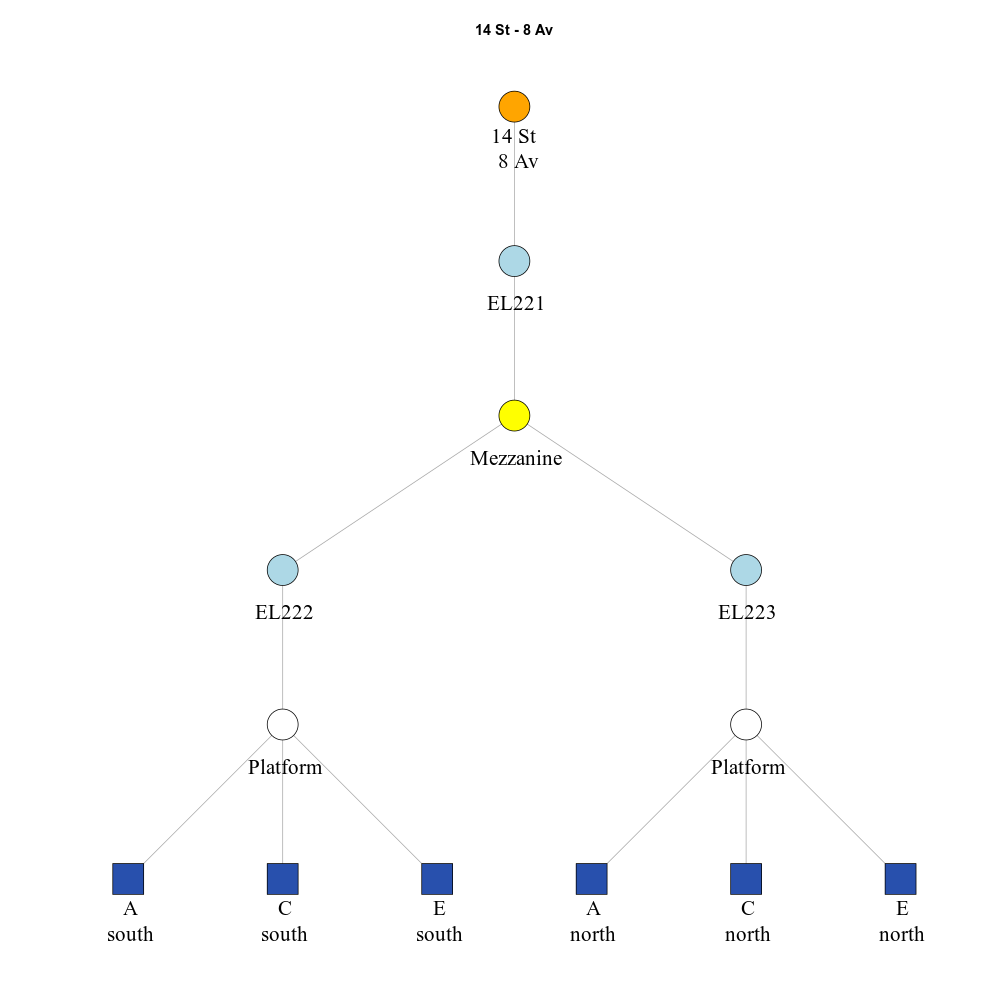 14 St - 8 Av
14 St
8 Av
EL221
Mezzanine
EL222
EL223
Platform
Platform
A
south
C
south
E
south
A
north
C
north
E
north